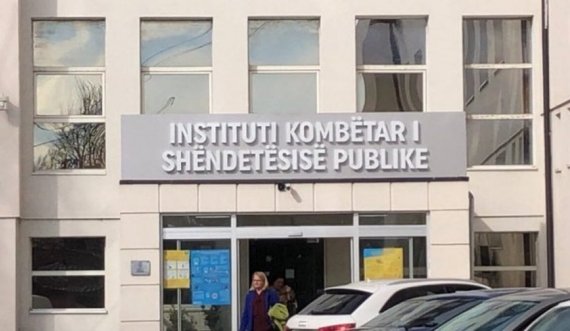 INSTITUTI KOMBËTAR I
SHËNDETËSISË PUBLIKE